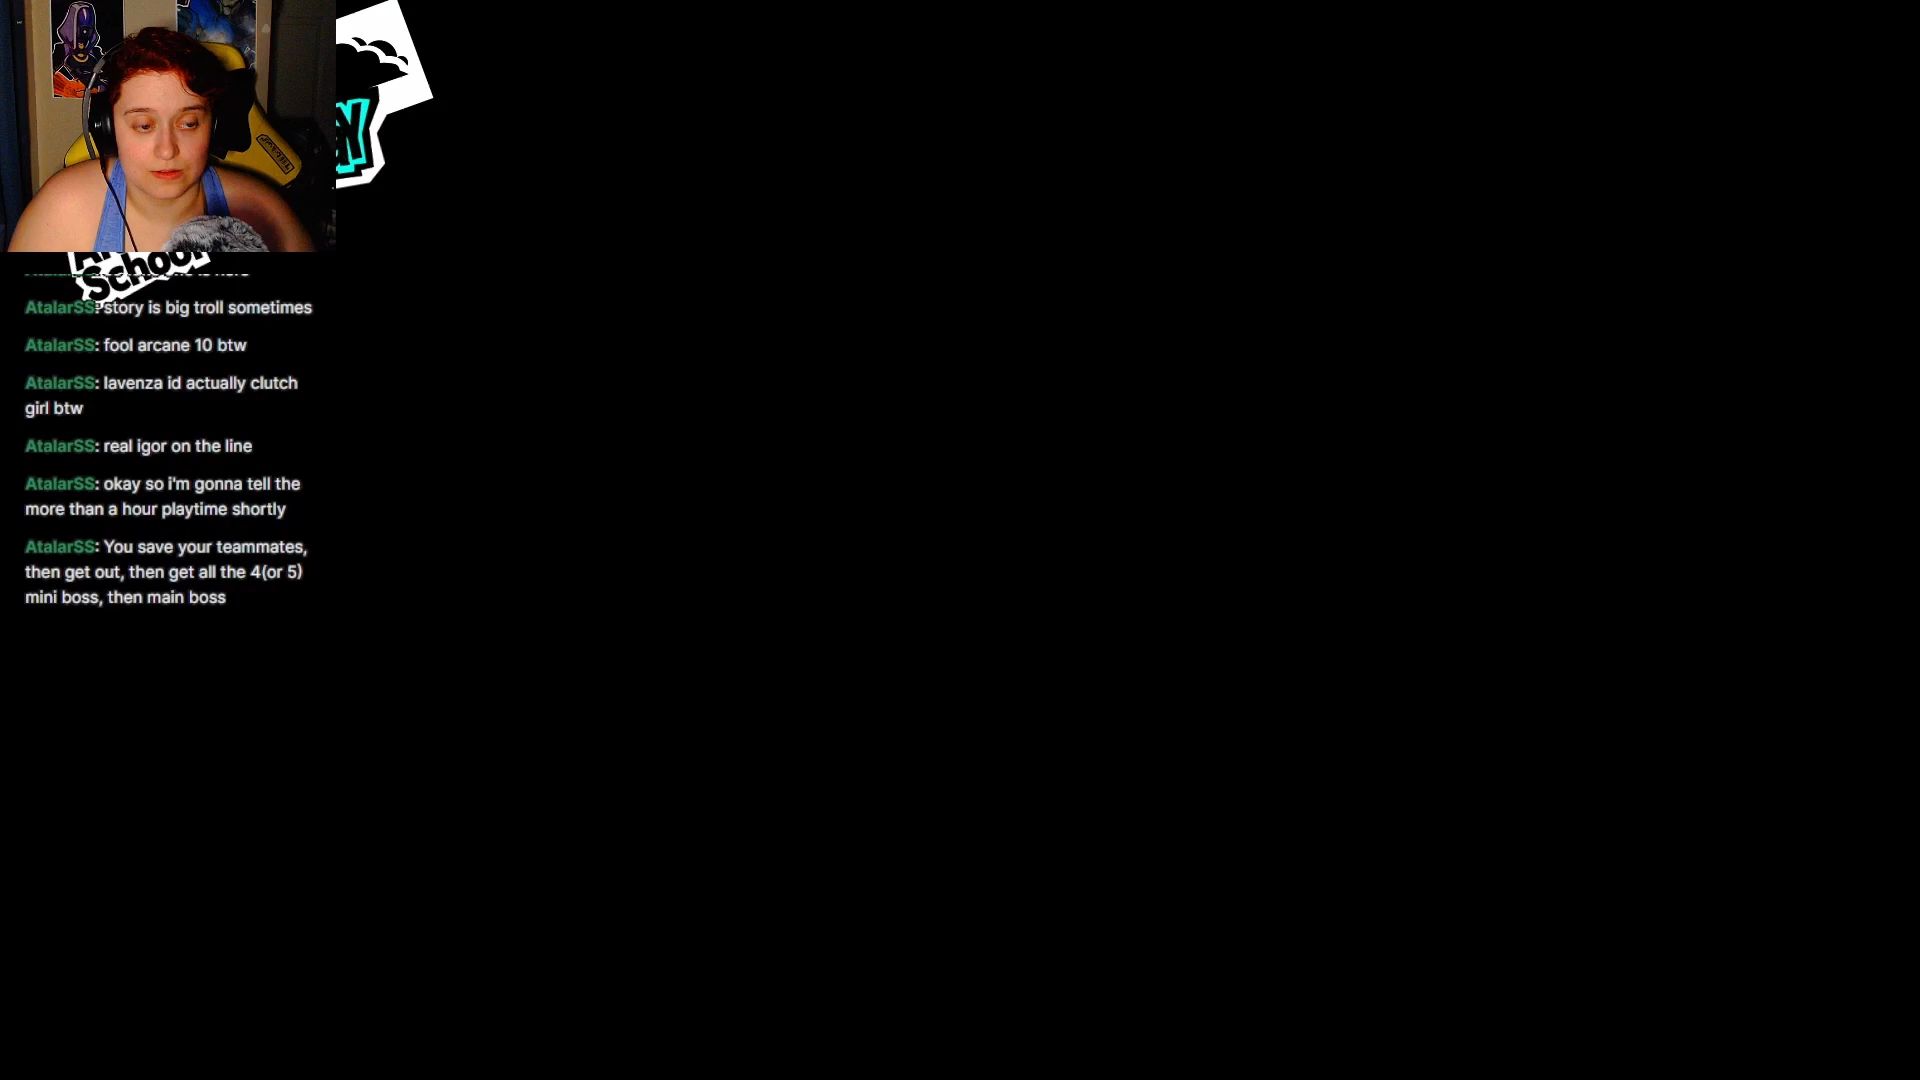 School
AtalarSS: story is big troll sometimes
AtalarSS: fool arcane 10 btw
AtalarSS: lavenza id actually clutch
girl btw
AtalarSS: real igor on the line
AtalarSS: okay so i'm gonna tell the
more than a hour playtime shortly
AtalarSS: You save your teammates,
then get out, then get all the 4(or 5)
mini boss, then main boss